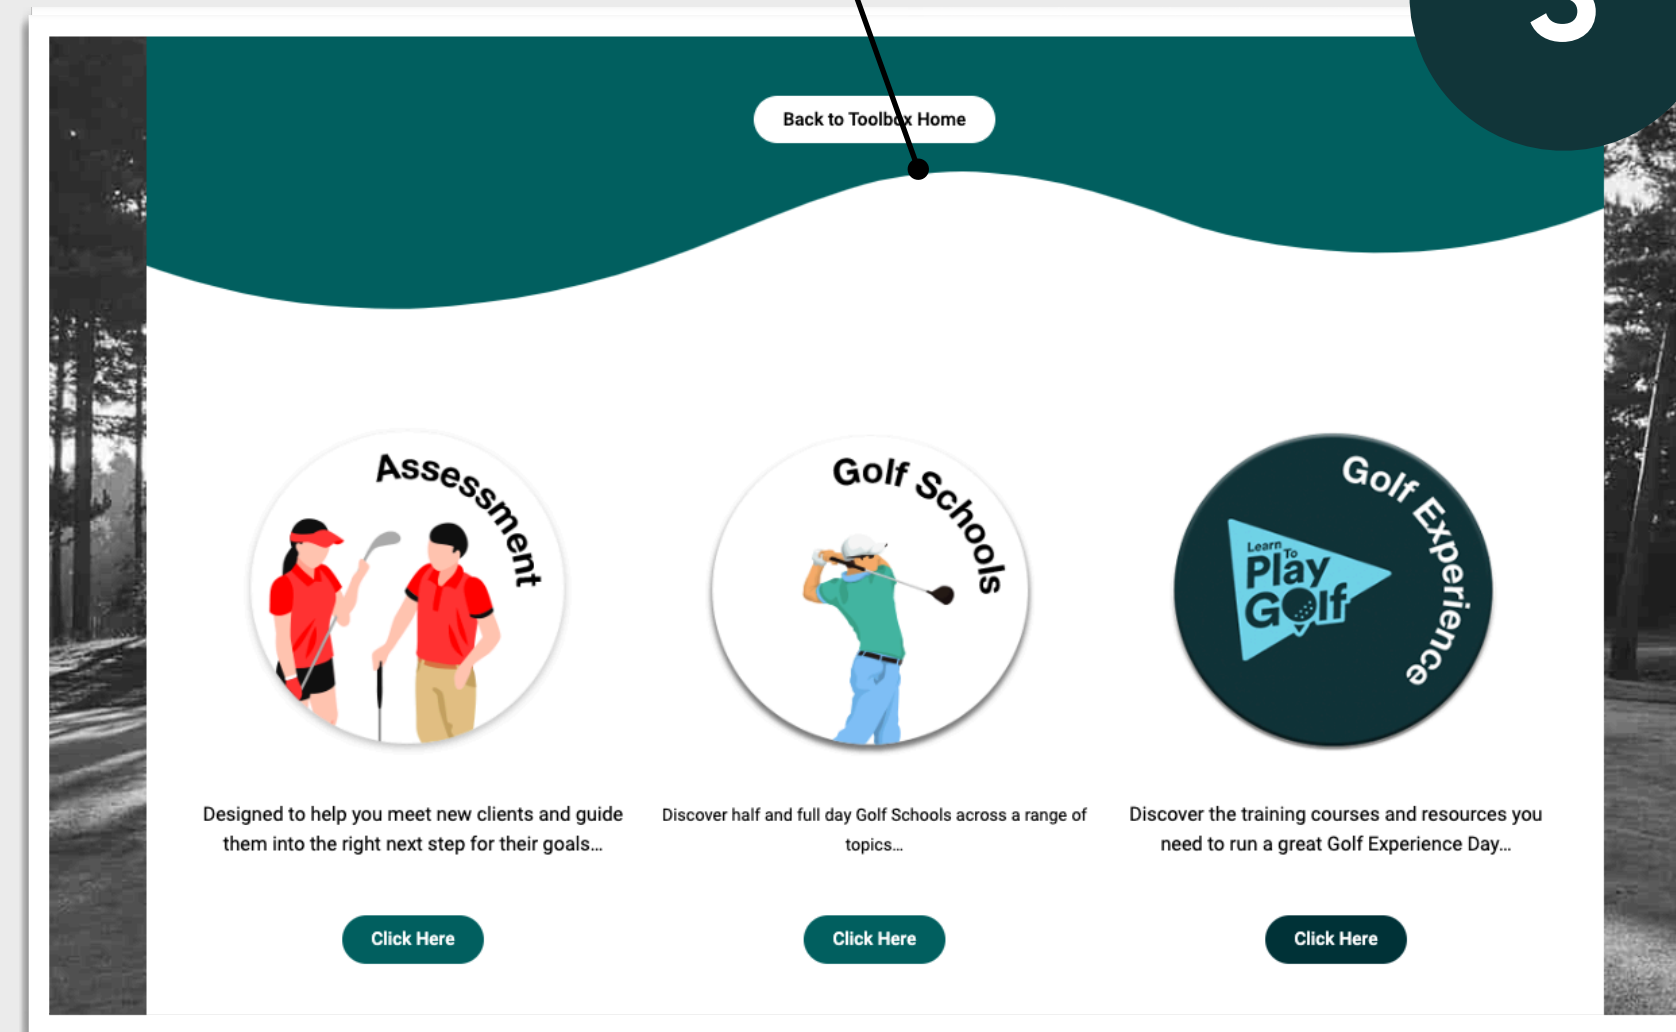 3
Back to Toolbox Home
Assessment
Golf Schools
Golf Experience
Learn
To
Play
Golf
Designed to help you meet new clients and guide
them into the right next step for their goals...
Discover half and full day Golf Schools across a range of
topics...
Discover the training courses and resources you
need to run a great Golf Experience Day...
Click Here
Click Here
Click Here